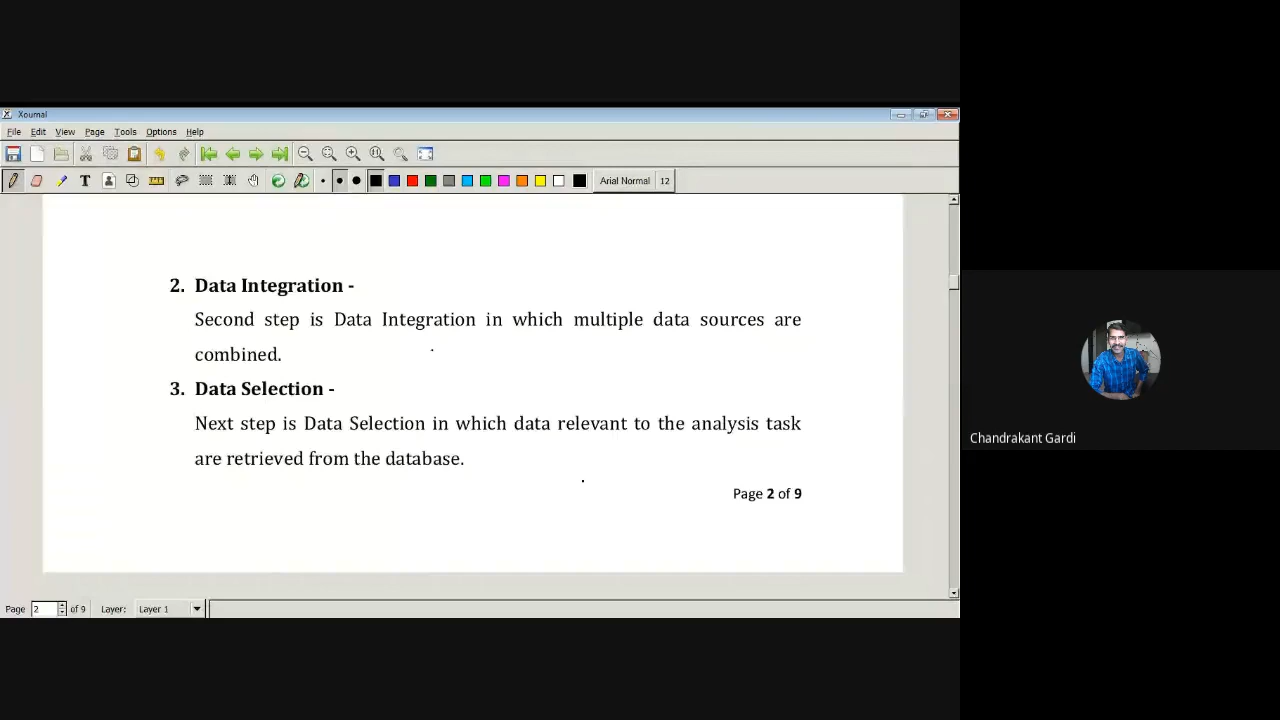 Xournal
File Edit View Page Tools Options Help
T Arial Normal 12
2. Data Integration -
Second step is Data Integration in which multiple data sources are
combined.
3. Data Selection -
Next step is Data Selection in which data relevant to the analysis task
are retrieved from the database.
Page 2 of 9
Chandrakant Gardi
Page 2 of 9 Layer: Layer 1